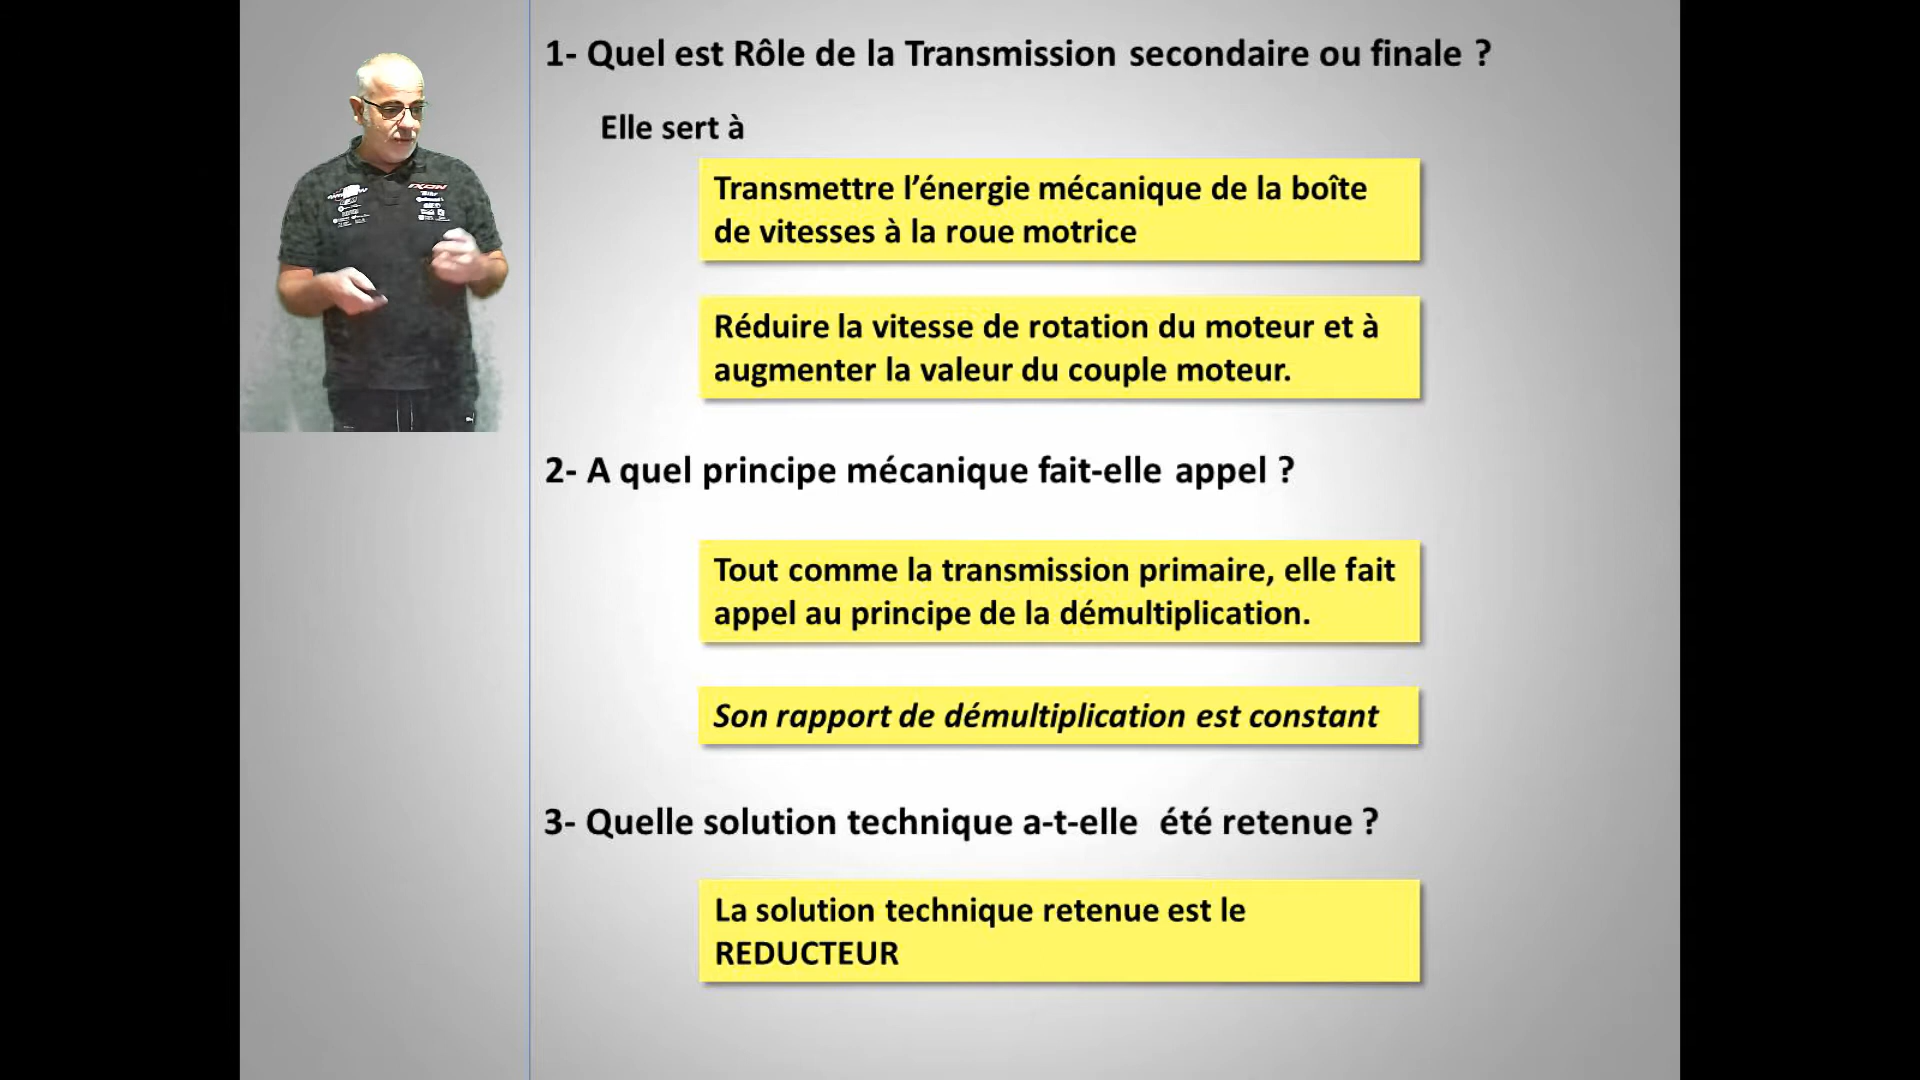 1- Quel est Rôle de la Transmission secondaire ou finale ?
Elle sert à
Transmettre l’énergie mécanique de la boîte
de vitesses à la roue motrice
Réduire la vitesse de rotation du moteur et à
augmenter la valeur du couple moteur.
2- A quel principe mécanique fait-elle appel ?
Tout comme la transmission primaire, elle fait
appel au principe de la démultiplication.
Son rapport de démultiplication est constant
3- Quelle solution technique a-t-elle été retenue ?
La solution technique retenue est le
REDUCTEUR
IXON